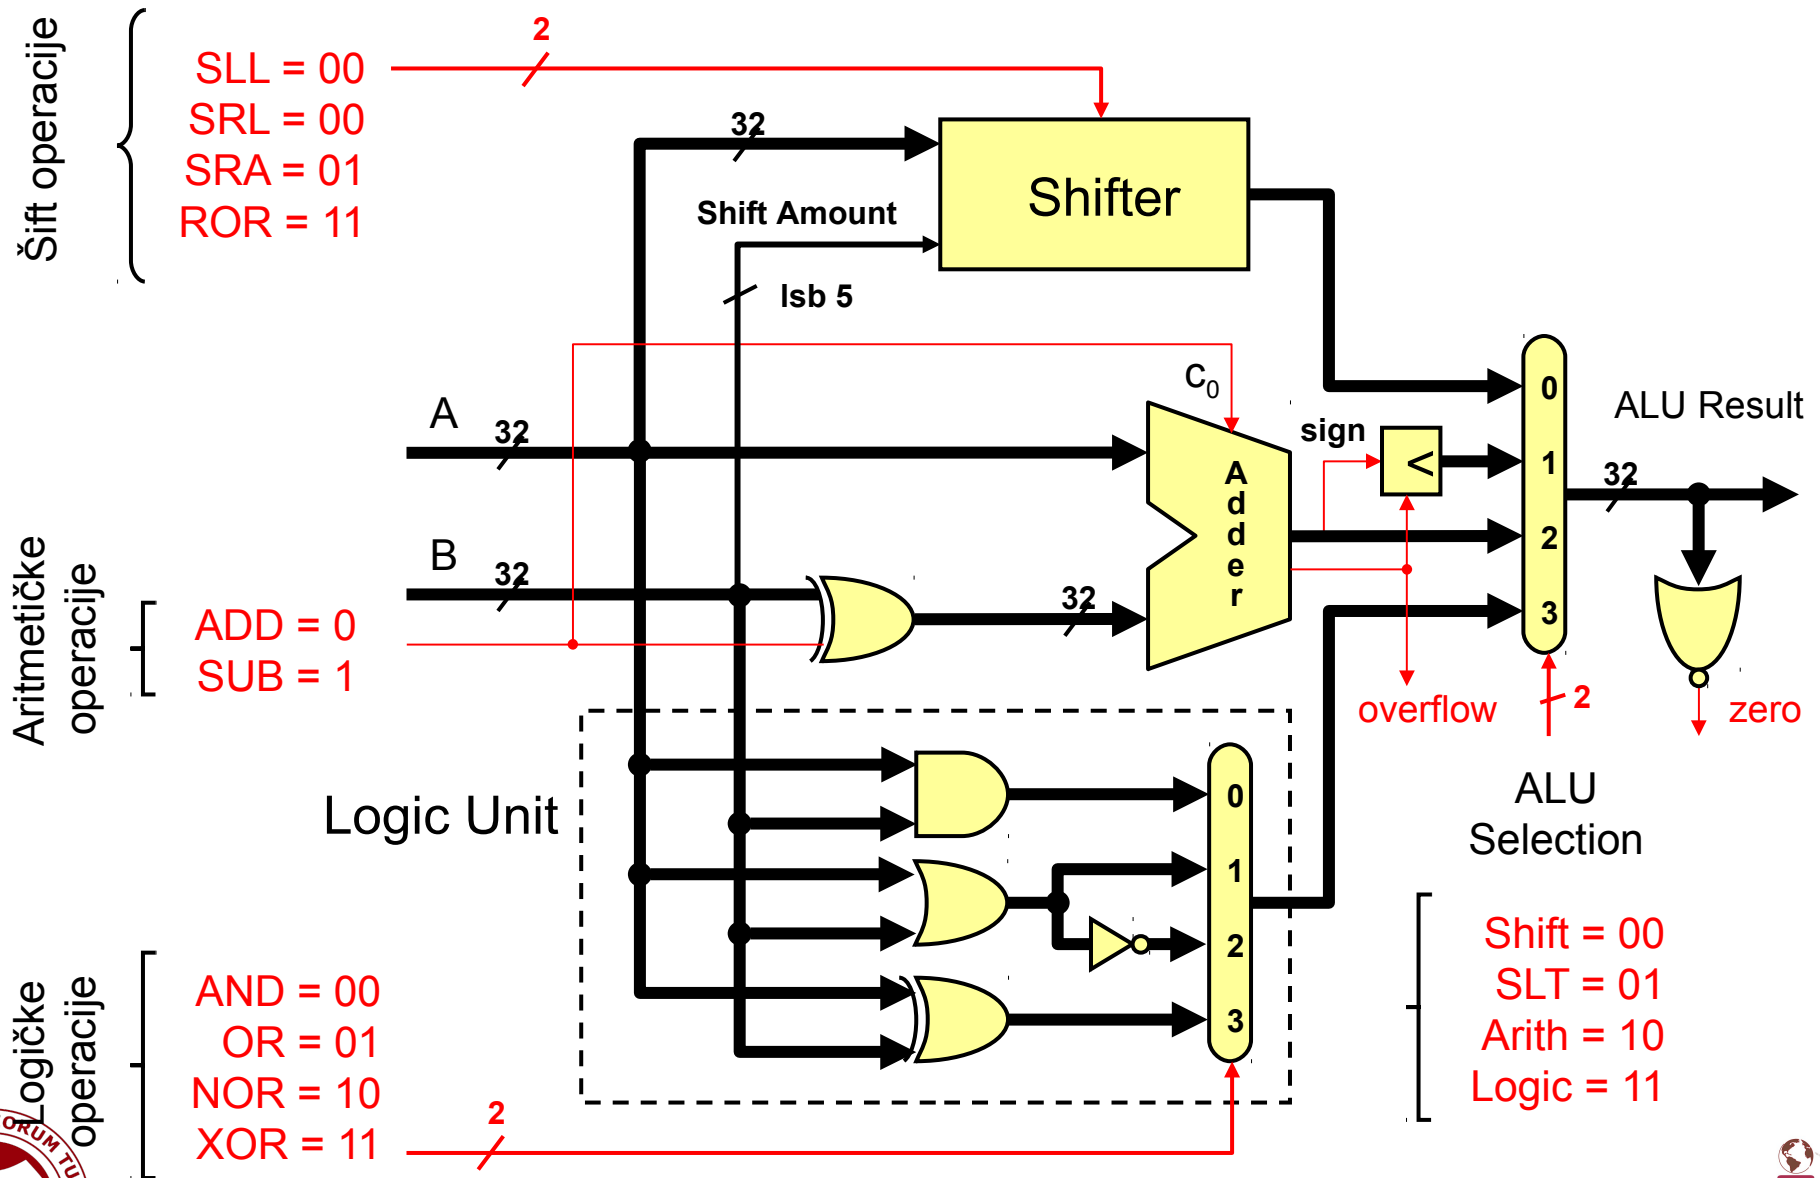 Šift operacije
SLL = 00
SRL = 00
SRA = 01
ROR = 11
2
32
Shifter
Shift Amount
lsb 5
A
32
c0
sign
<
0
1
2
3
ALU Result
32
Aritmetičke
operacije
B
32
ADD = 0
SUB = 1
32
Adder
overflow
2
zero
ALU
Selection
Shift = 00
SLT = 01
Arith = 10
Logic = 11
Logic Unit
0
1
2
3
Logičke
operacije
AND = 00
OR = 01
NOR = 10
XOR = 11
2